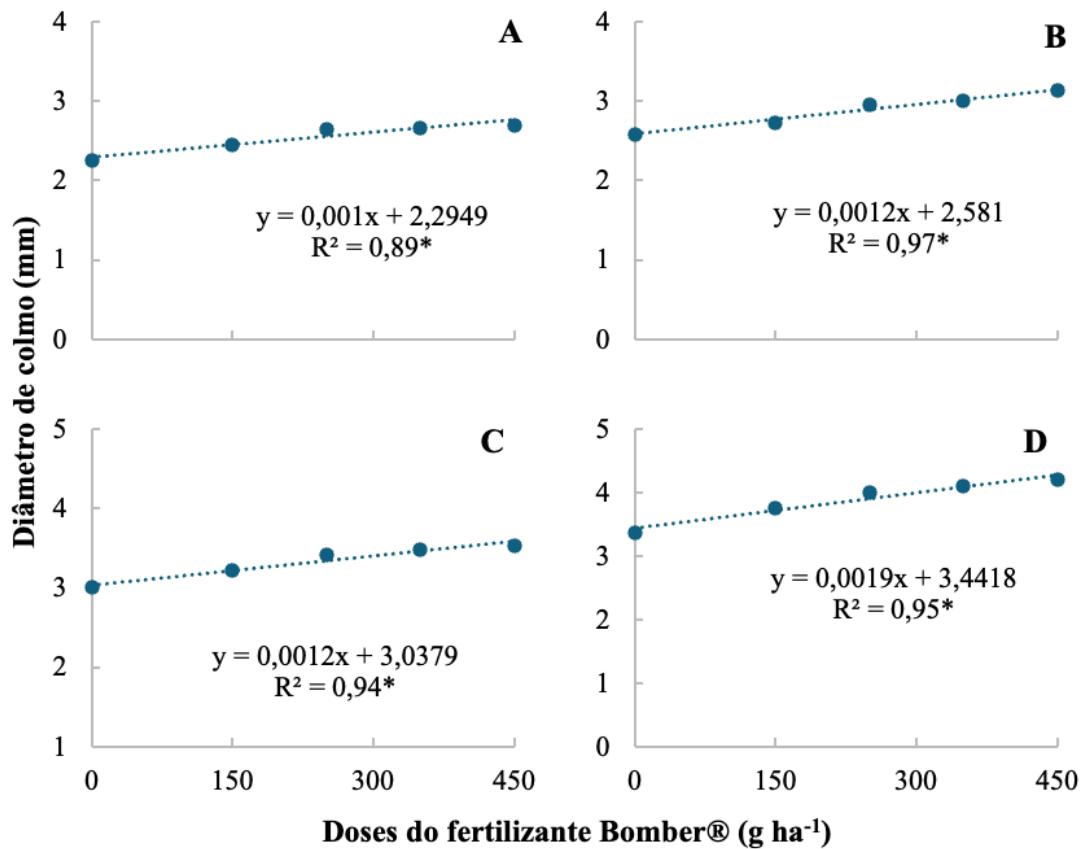 4
3
2
1
0
A
y = 0,001x + 2,2949
R² = 0,89*
4
3
2
1
0
B
y = 0,0012x + 2,581
R² = 0,97*
Diâmetro de colmo (mm)
5
4
3
2
1
C
y = 0,0012x + 3,0379
R² = 0,94*
0 150 300 450
5
4
3
2
1
0
D
y = 0,0019x + 3,4418
R² = 0,95*
0 150 300 450
Doses do fertilizante Bomber® (g ha⁻¹)